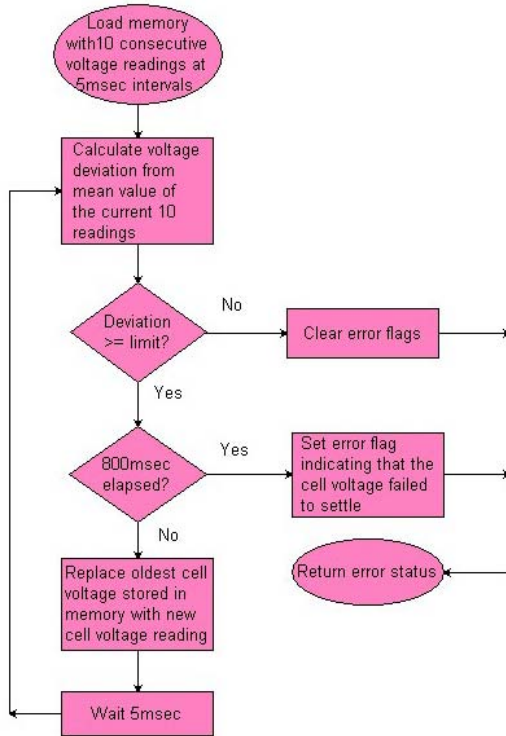 Load memory
with10 consecutive
voltage readings at
5msec intervals
Calculate voltage
deviation from
mean value of
the current 10
readings
Deviation
>= limit?
No
Clear error flags
Yes
800msec
elapsed?
Yes
Set error flag
indicating that the
cell voltage failed
to settle
No
Return error status
Replace oldest cell
voltage stored in
memory with new
cell voltage reading
Wait 5msec